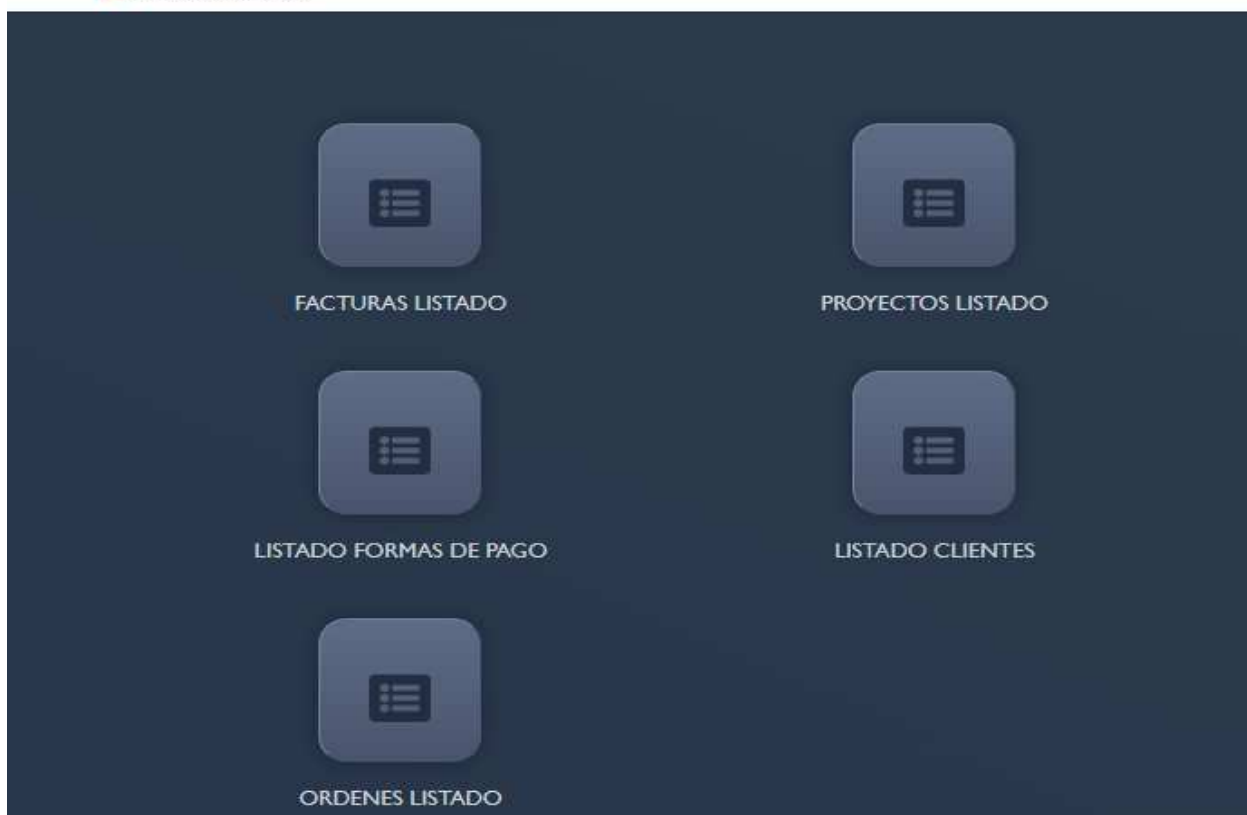 FACTURAS LISTADO
PROYECTOS LISTADO
LISTADO FORMAS DE PAGO
LISTADO CLIENTES
ORDENES LISTADO